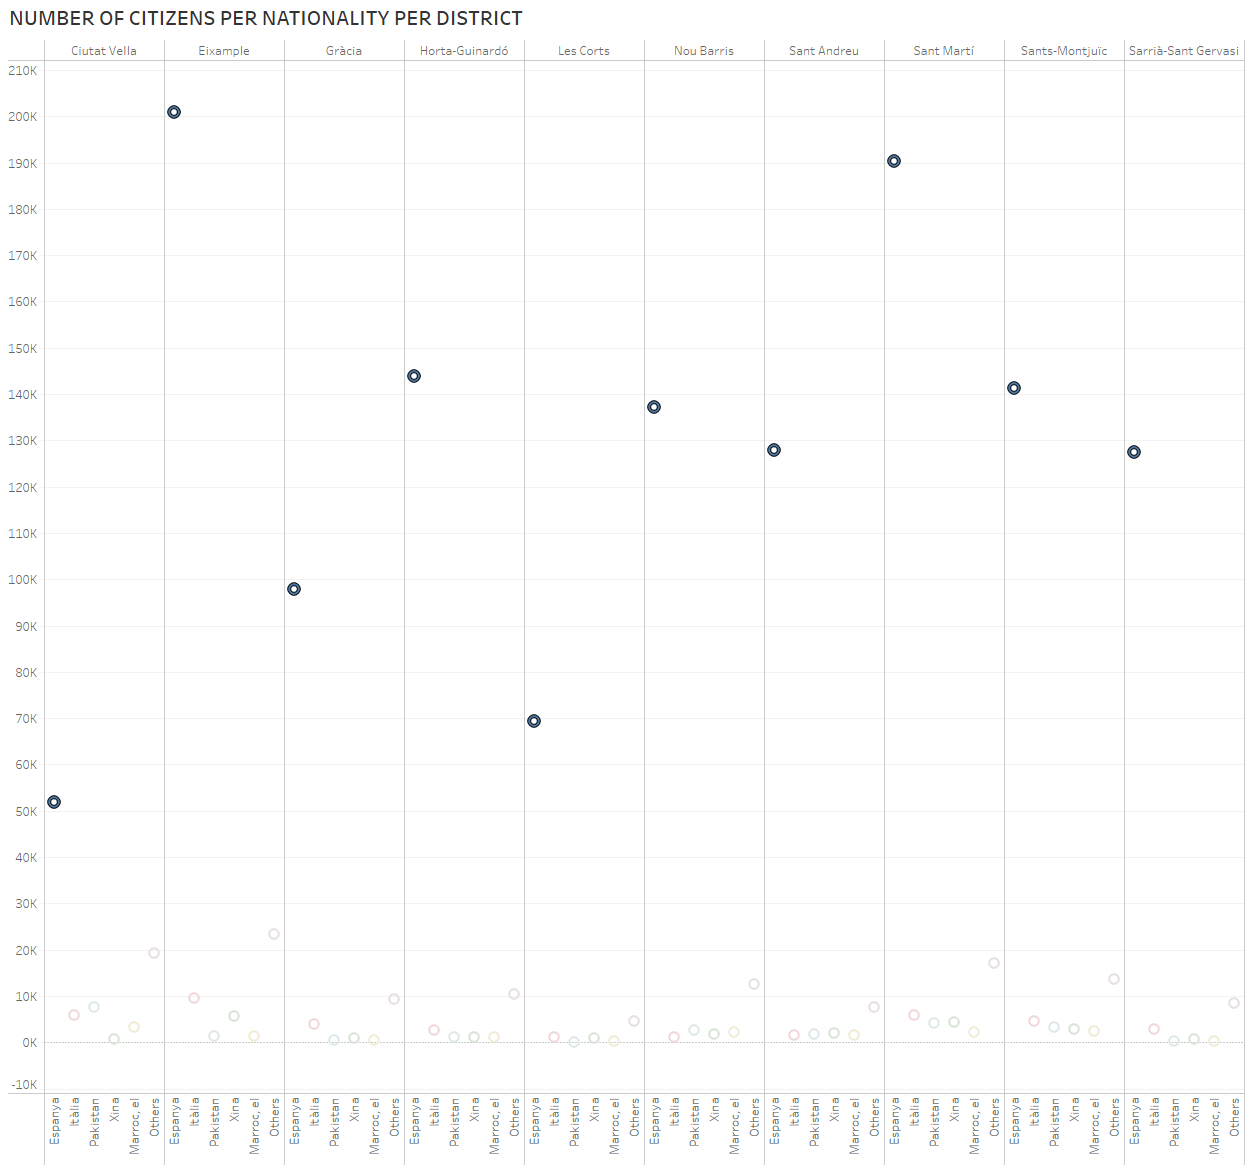 NUMBER OF CITIZENS PER NATIONALITY PER DISTRICT
Ciutat Vella Eixample Gràcia Horta-Guinardó Les Corts Nou Barris Sant Andreu Sant Martí Sants-Montjuïc Sarrià-Sant Gervasi
210K
200K
190K
180K
170K
160K
150K
140K
130K
120K
110K
100K
90K
80K
70K
60K
50K
40K
30K
20K
10K
0K
-10K
Espanya Itàlia Pakistan Xina Marroc, el Others Espanya Itàlia Pakistan Xina Marroc, el Others Espanya Itàlia Pakistan Xina Marroc, el Others Espanya Itàlia Pakistan Xina Marroc, el Others Espanya Itàlia Pakistan Xina Marroc, el Others Espanya Itàlia Pakistan Xina Marroc, el Others Espanya Itàlia Pakistan Xina Marroc, el Others Espanya Itàlia Pakistan Xina Marroc, el Others Espanya Itàlia Pakistan Xina Marroc, el Others Espanya Itàlia Pakistan Xina Marroc, el Others